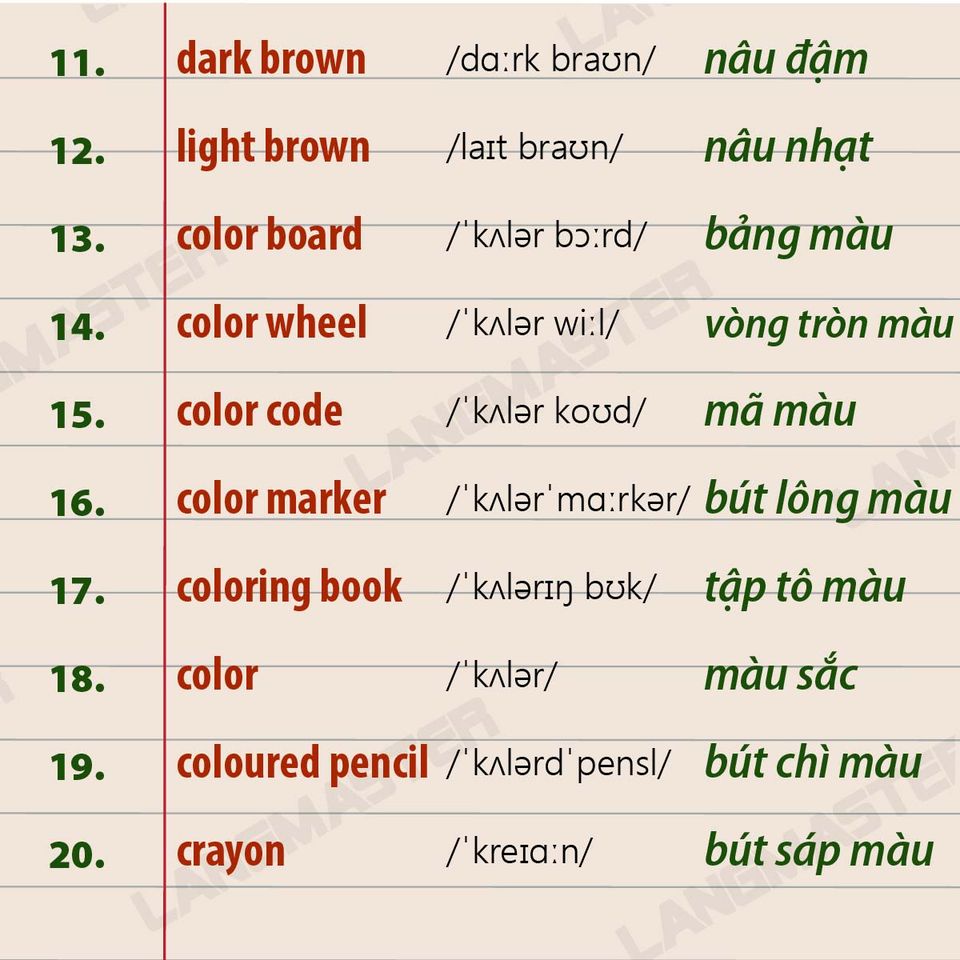 11. dark brown /dɑːrk braʊn/ nâu đậm
12. light brown /laɪt braʊn/ nâu nhạt
13. color board /ˈkʌlər bɔːrd/ bảng màu
14. color wheel /ˈkʌlər wiːl/ vòng tròn màu
15. color code /ˈkʌlər koʊd/ mã màu
16. color marker /ˈkʌlərˈmɑːrkər/ bút lông màu
17. coloring book /ˈkʌlərɪŋ bʊk/ tập tô màu
18. color /ˈkʌlər/ màu sắc
19. coloured pencil /ˈkʌlərdˈpensl/ bút chì màu
20. crayon /ˈkreɪɑːn/ bút sáp màu
LANGMASTER
LANGMASTER
LANGMASTER
LANGMASTER